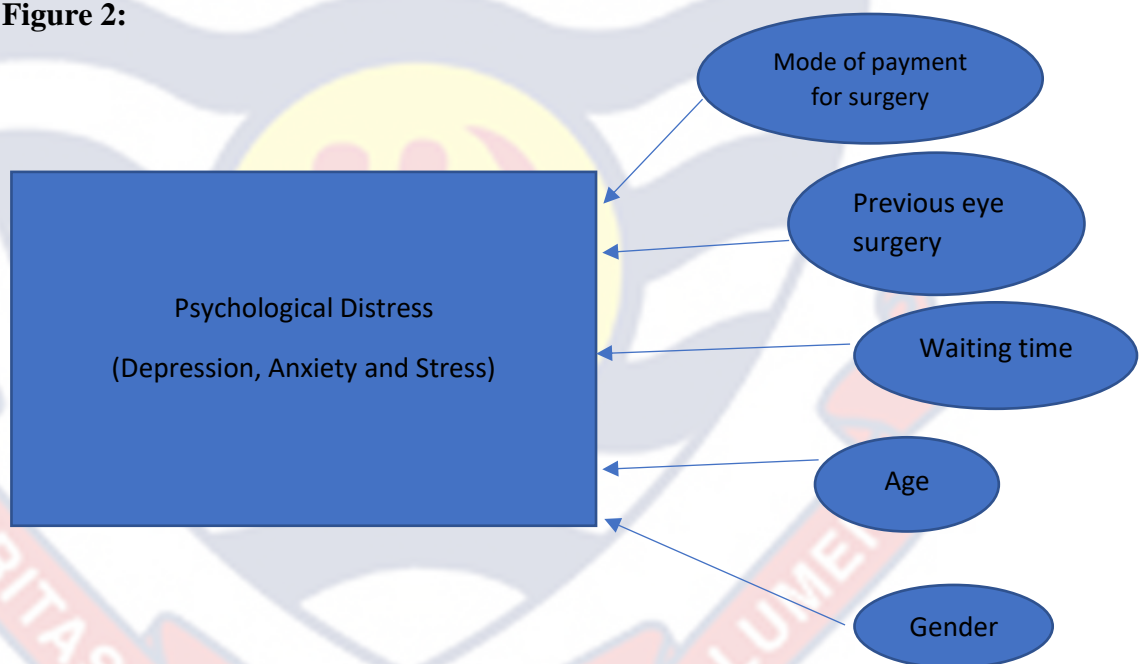 Figure 2:
Mode of payment
for surgery
Previous eye
surgery
Psychological Distress
(Depression, Anxiety and Stress)
Waiting time
Age
Gender